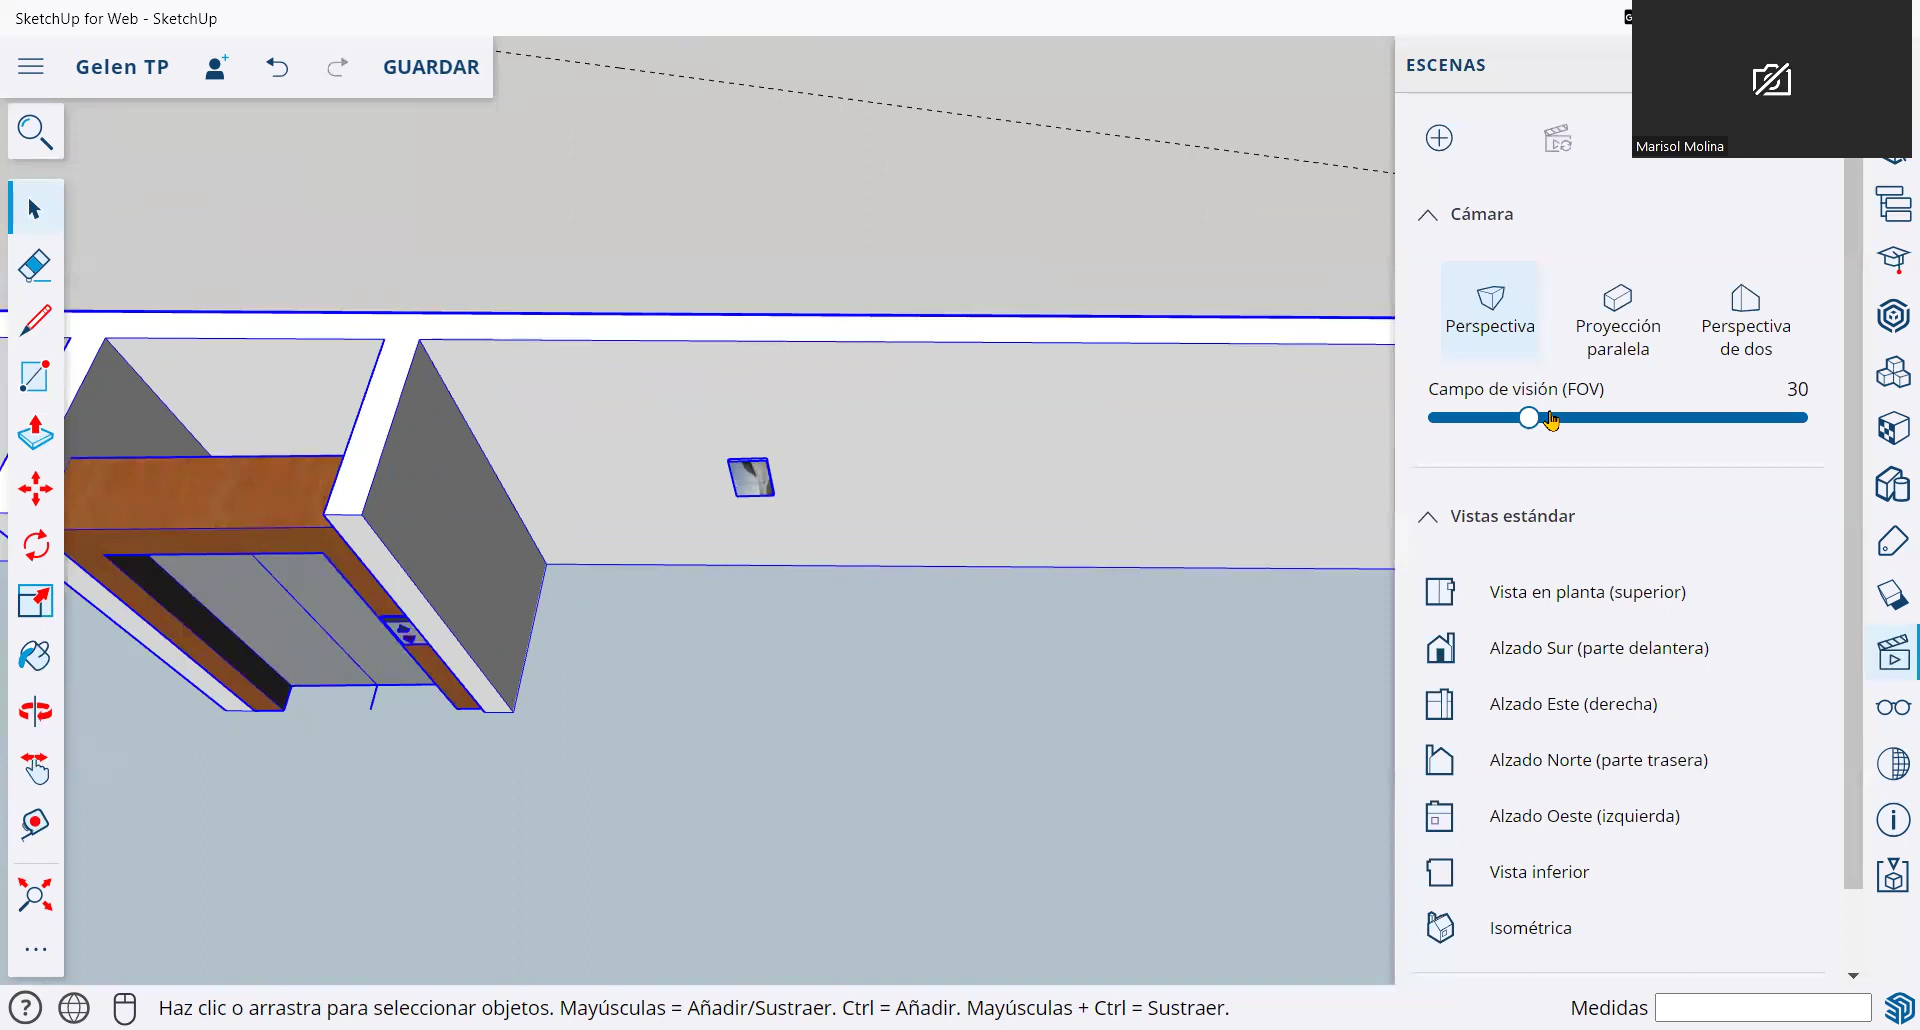 SketchUp for Web - SketchUp
Gelen TP
GUARDAR
ESCENAS
Marisol Molina
Cámara
Perspectiva
Proyección
paralela
Perspectiva
de dos
Campo de visión (FOV)
30
Vistas estándar
Vista en planta (superior)
Alzado Sur (parte delantera)
Alzado Este (derecha)
Alzado Norte (parte trasera)
Alzado Oeste (izquierda)
Vista inferior
Isométrica
Haz clic o arrastra para seleccionar objetos. Mayúsculas = Añadir/Sustraer. Ctrl = Añadir. Mayúsculas + Ctrl = Sustraer.
Medidas